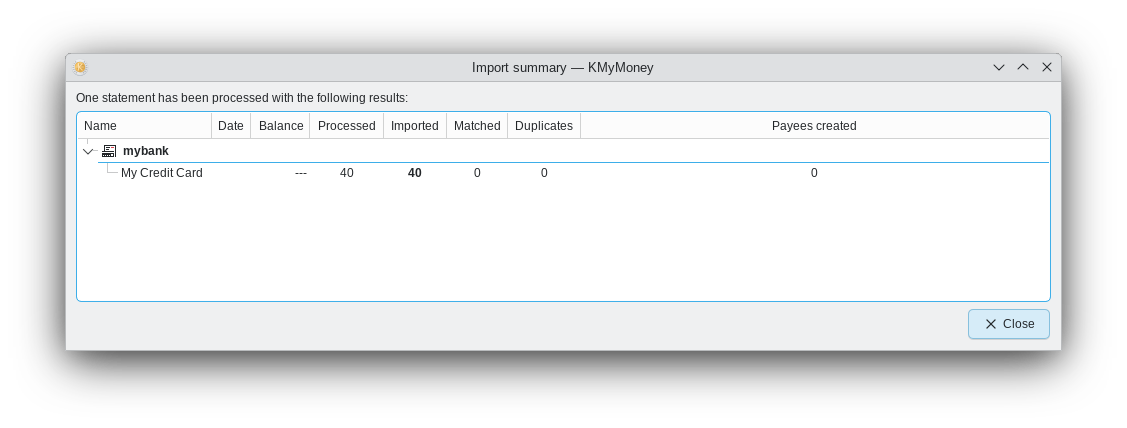 Import summary — KMyMoney
One statement has been processed with the following results:
Name Date Balance Processed Imported Matched Duplicates Payees created
mybank
My Credit Card --- 40 40 0 0 0
Close